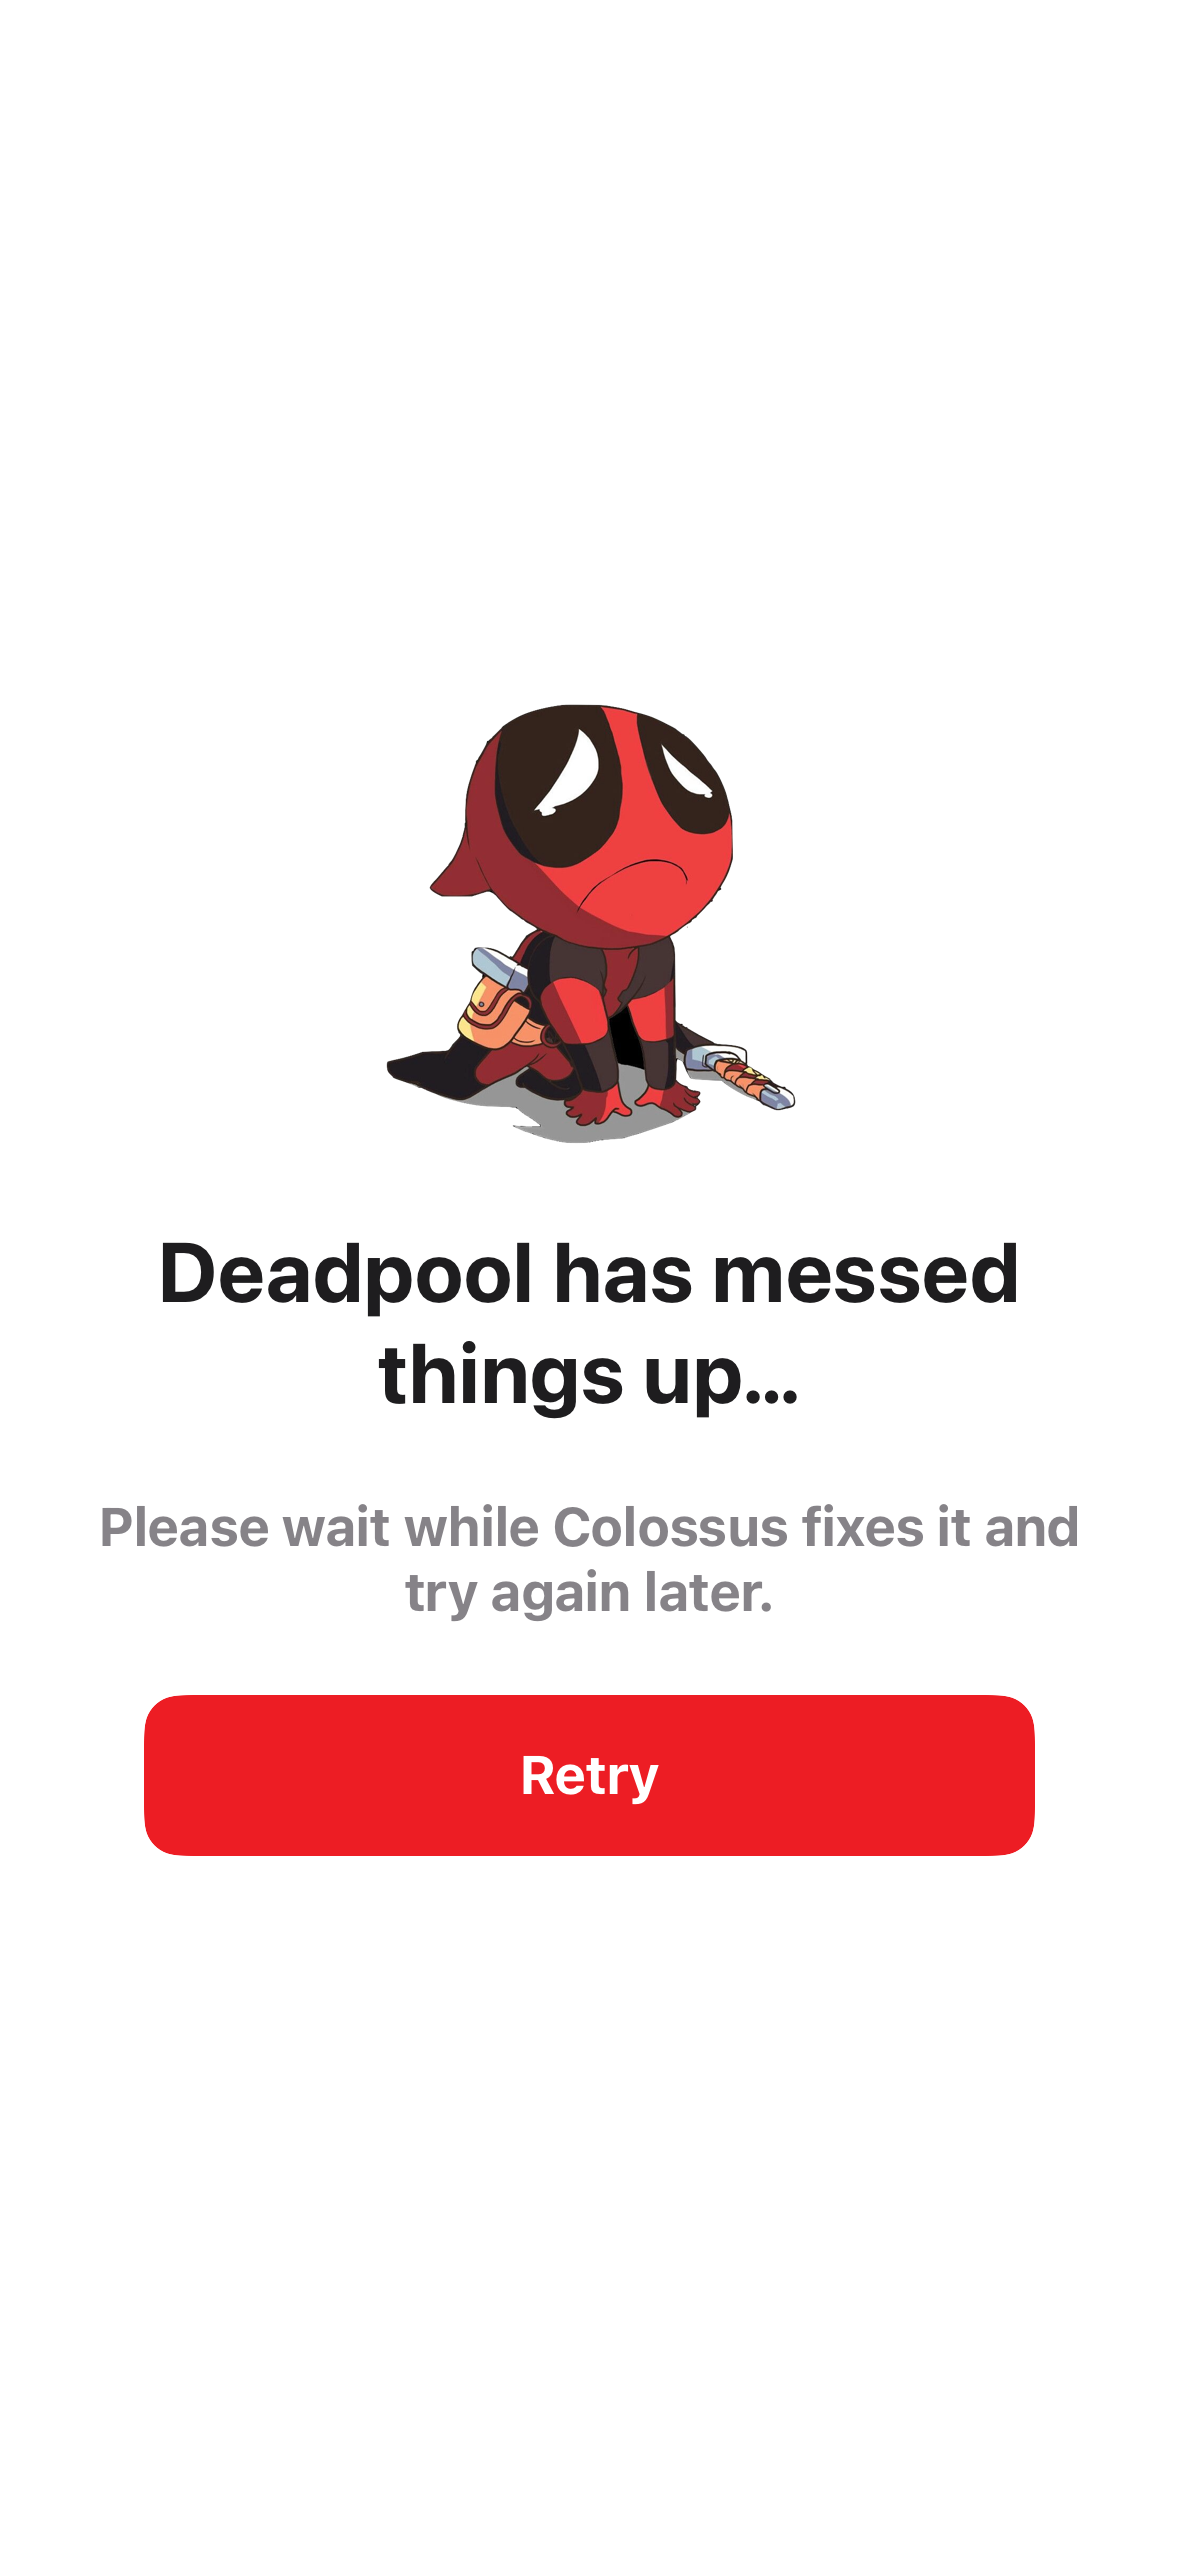 Deadpool has messed
things up...
Please wait while Colossus fixes it and
try again later.
Retry